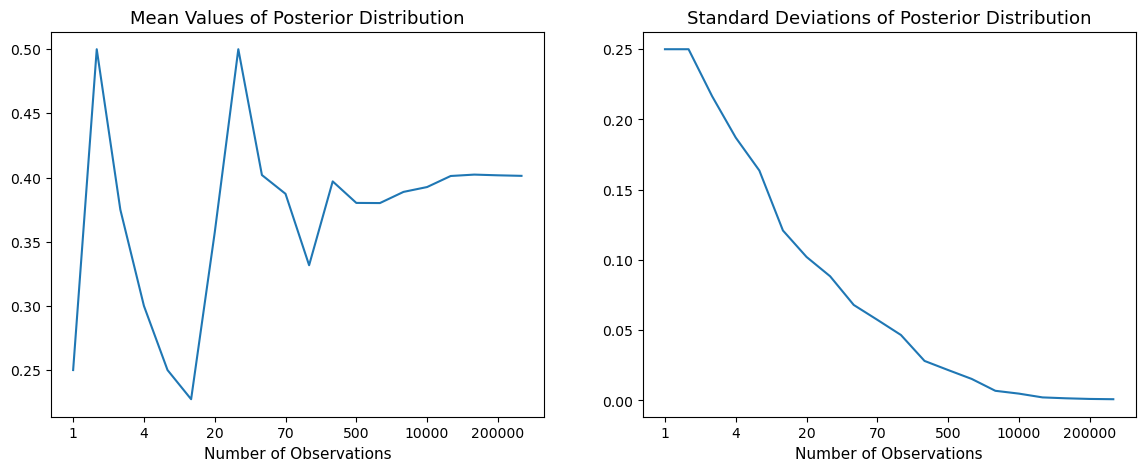 Mean Values of Posterior Distribution
0.50
0.45
0.40
0.35
0.30
0.25
1 4 20 70 500 10000 200000
Number of Observations
Standard Deviations of Posterior Distribution
0.25
0.20
0.15
0.10
0.05
0.00
1 4 20 70 500 10000 200000
Number of Observations